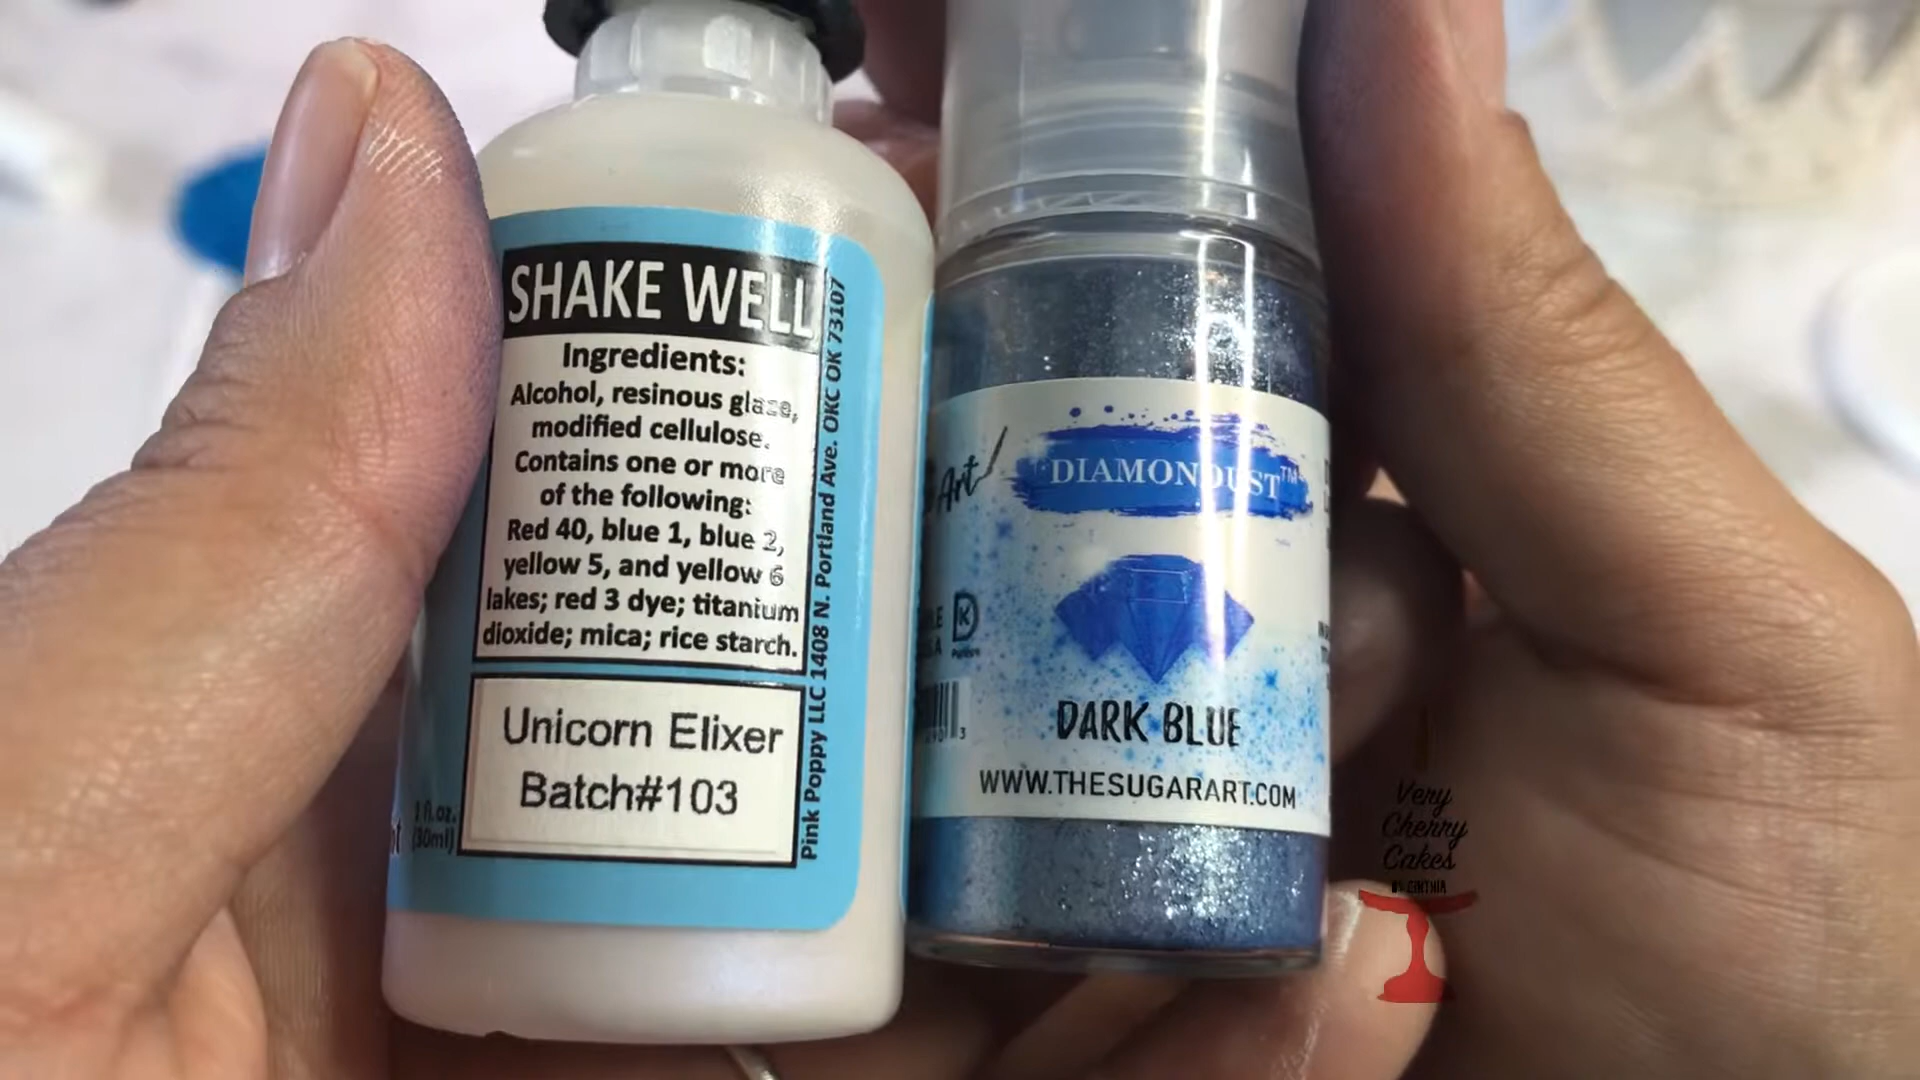 SHAKE WELL
Ingredients:
Alcohol, resinous glaze,
modified cellulose.
Contains one or more
of the following:
Red 40, blue 1, blue 2,
yellow 5, and yellow 6
lakes; red 3 dye; titanium
dioxide; mica; rice starch.
Unicorn Elixer
Batch#103
Pink Poppy LLC 1408 N. Portland Ave. OKC OK 73107
1 fl.oz.
(30ml)
Art
DIAMONDUST™
DARK BLUE
WWW.THESUGARART.COM
Very
Cherry
Cakes
BY CINTHIA